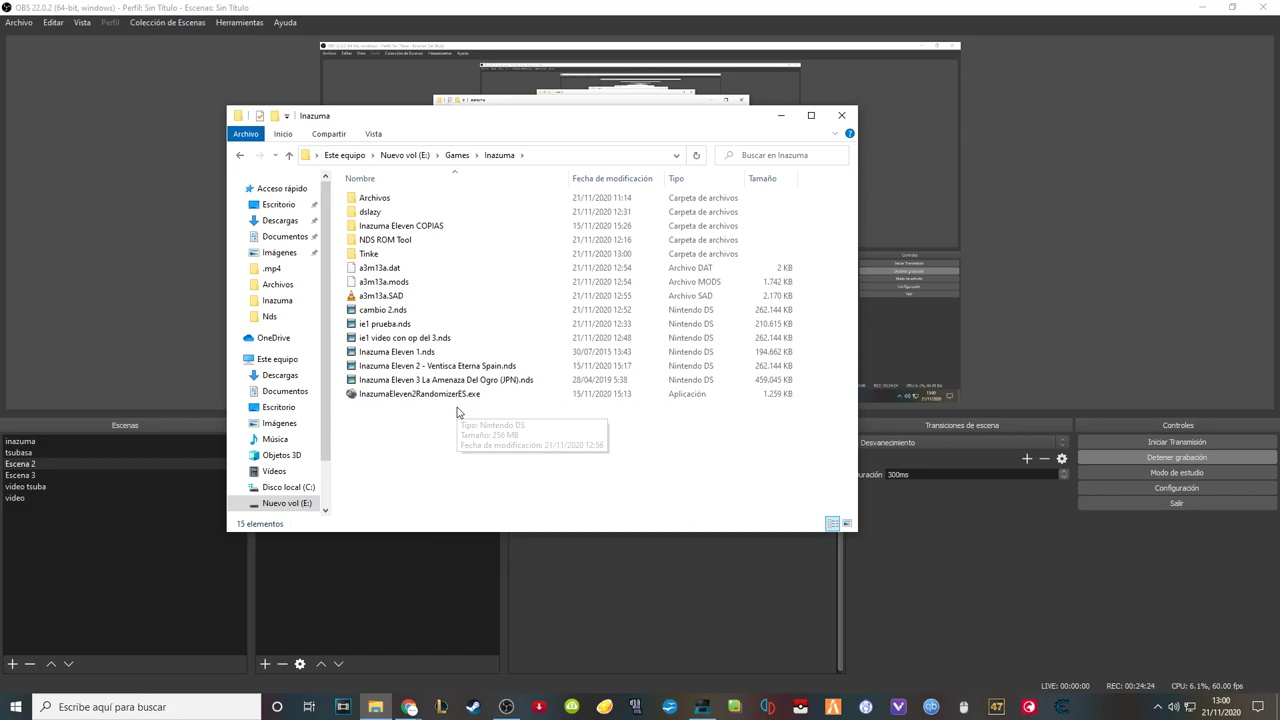 OBS 22.0.2 (64-bit, windows) - Perfil: Sin Título - Escenas: Sin Título
Archivo Editar Vista Perfil Colección de Escenas Herramientas Ayuda
Inazuma
Archivo Inicio Compartir Vista
Este equipo Nuevo vol (E:) Games Inazuma
Buscar en Inazuma
Nombre Fecha de modificación Tipo Tamaño
Acceso rápido
Escritorio
Descargas
Documentos
Imágenes
.mp4
Archivos
Inazuma
Nds
OneDrive
Este equipo
Descargas
Documentos
Escritorio
Imágenes
Música
Objetos 3D
Vídeos
Disco local (C:)
Nuevo vol (E:)
Archivos 21/11/2020 11:14 Carpeta de archivos
dslazy 21/11/2020 12:31 Carpeta de archivos
Inazuma Eleven COPIAS 15/11/2020 15:26 Carpeta de archivos
NDS ROM Tool 21/11/2020 12:16 Carpeta de archivos
Tinke 21/11/2020 13:00 Carpeta de archivos
a3m13a.dat 21/11/2020 12:54 Archivo DAT 2 KB
a3m13a.mods 21/11/2020 12:54 Archivo MODS 1.742 KB
a3m13a.SAD 21/11/2020 12:55 Archivo SAD 2.170 KB
cambio 2.nds 21/11/2020 12:52 Nintendo DS 262.144 KB
ie1 prueba.nds 21/11/2020 12:33 Nintendo DS 210.615 KB
ie1 video con op del 3.nds 21/11/2020 12:48 Nintendo DS 262.144 KB
Inazuma Eleven 1.nds 30/07/2015 13:43 Nintendo DS 194.662 KB
Inazuma Eleven 2 - Ventisca Eterna Spain.nds 15/11/2020 15:17 Nintendo DS 262.144 KB
Inazuma Eleven 3 La Amenaza Del Ogro (JPN).nds 28/04/2019 5:38 Nintendo DS 459.045 KB
InazumaEleven2RandomizerES.exe 15/11/2020 15:13 Aplicación 1.259 KB
Tipo: Nintendo DS
Tamaño: 256 MB
Fecha de modificación: 21/11/2020 12:56
15 elementos
Escenas
inazuma
tsubasa
Escena 2
Escena 3
video tsuba
video
Transiciones de escena
Desvanecimiento
uración 300ms
Controles
Iniciar Transmisión
Detener grabación
Modo de estudio
Configuración
Salir
LIVE: 00:00:00 REC: 00:24:24 CPU: 6.1%, 60.00 fps
Escribe aquí para buscar
47
13:00
21/11/2020